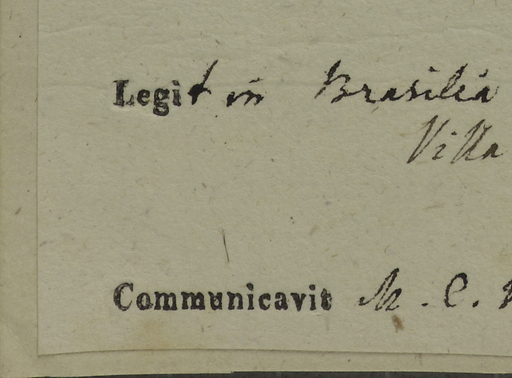 Legit in Brasilia
Villa
Communicavit M. C.